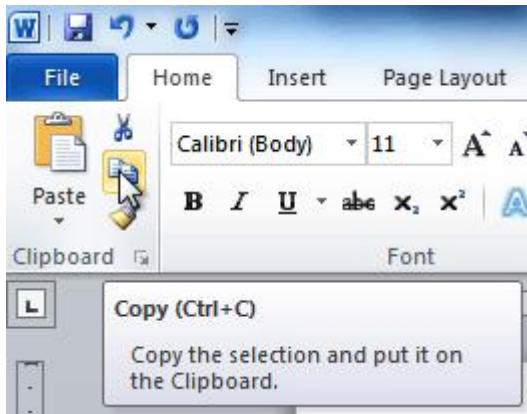 W
File Home Insert Page Layout
Calibri (Body) 11 A A
Paste
B I U abc x₂ x² A
Clipboard Font
L
Copy (Ctrl+C)
Copy the selection and put it on
the Clipboard.